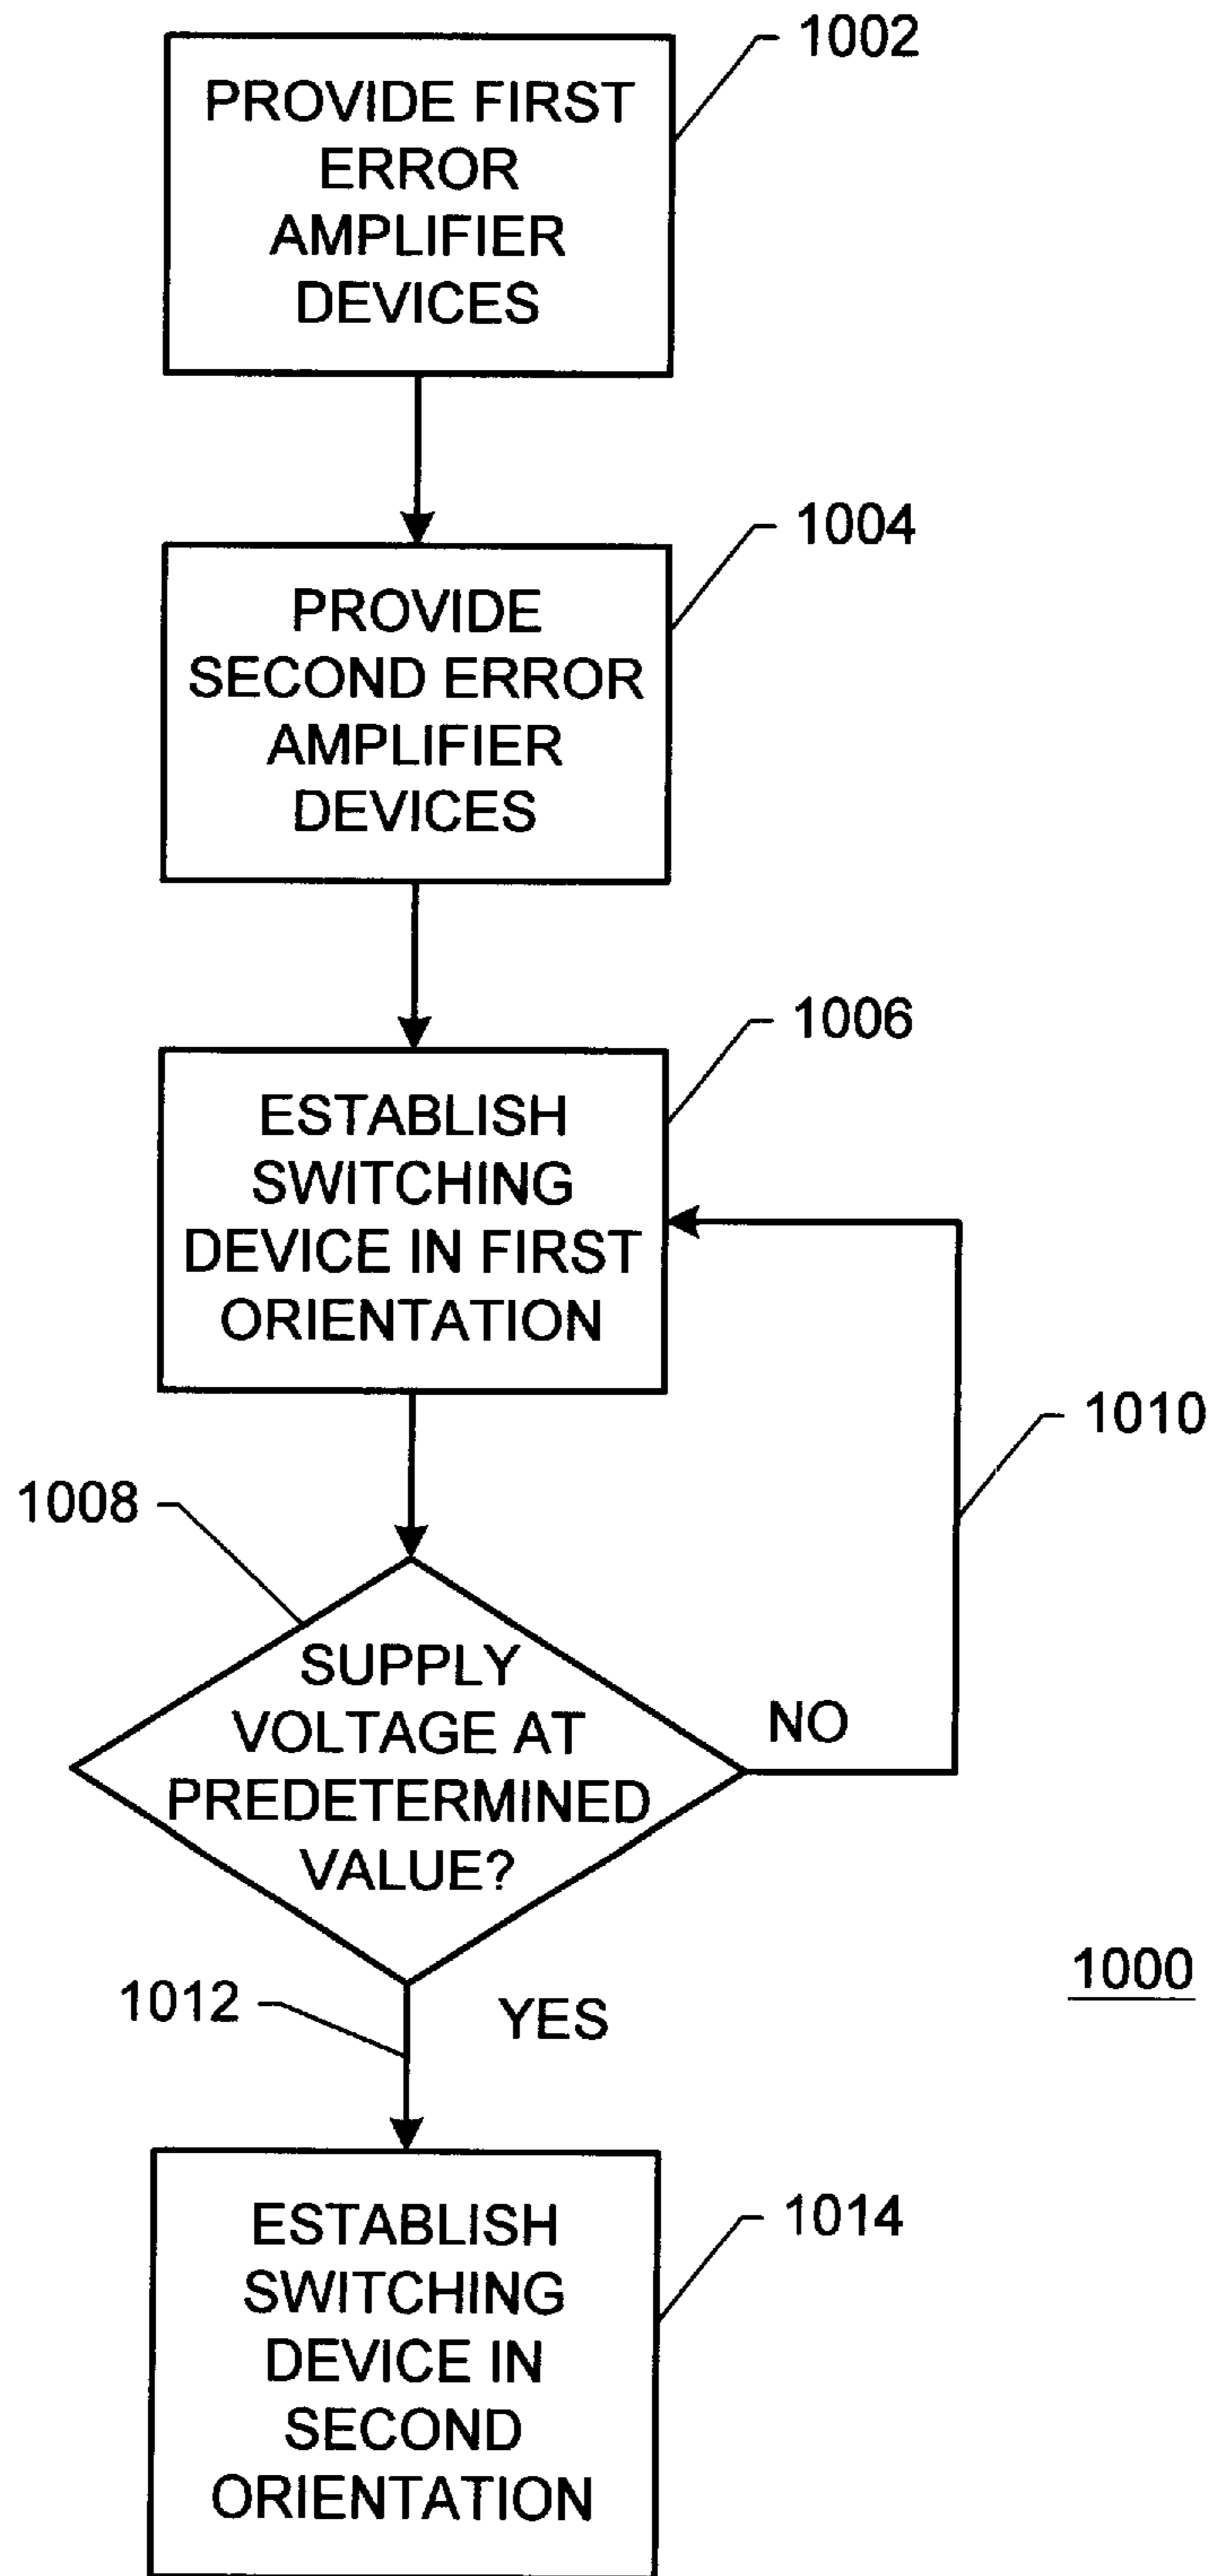 1002
PROVIDE FIRST
ERROR
AMPLIFIER
DEVICES
1004
PROVIDE
SECOND ERROR
AMPLIFIER
DEVICES
1006
ESTABLISH
SWITCHING
DEVICE IN FIRST
ORIENTATION
1010
1008
SUPPLY
VOLTAGE AT
PREDETERMINED
VALUE?
NO
1000
1012
YES
1014
ESTABLISH
SWITCHING
DEVICE IN
SECOND
ORIENTATION